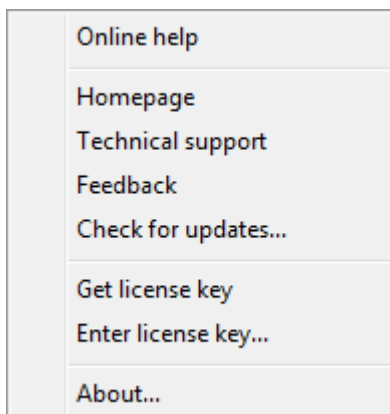 Online help
Homepage
Technical support
Feedback
Check for updates...
Get license key
Enter license key...
About...